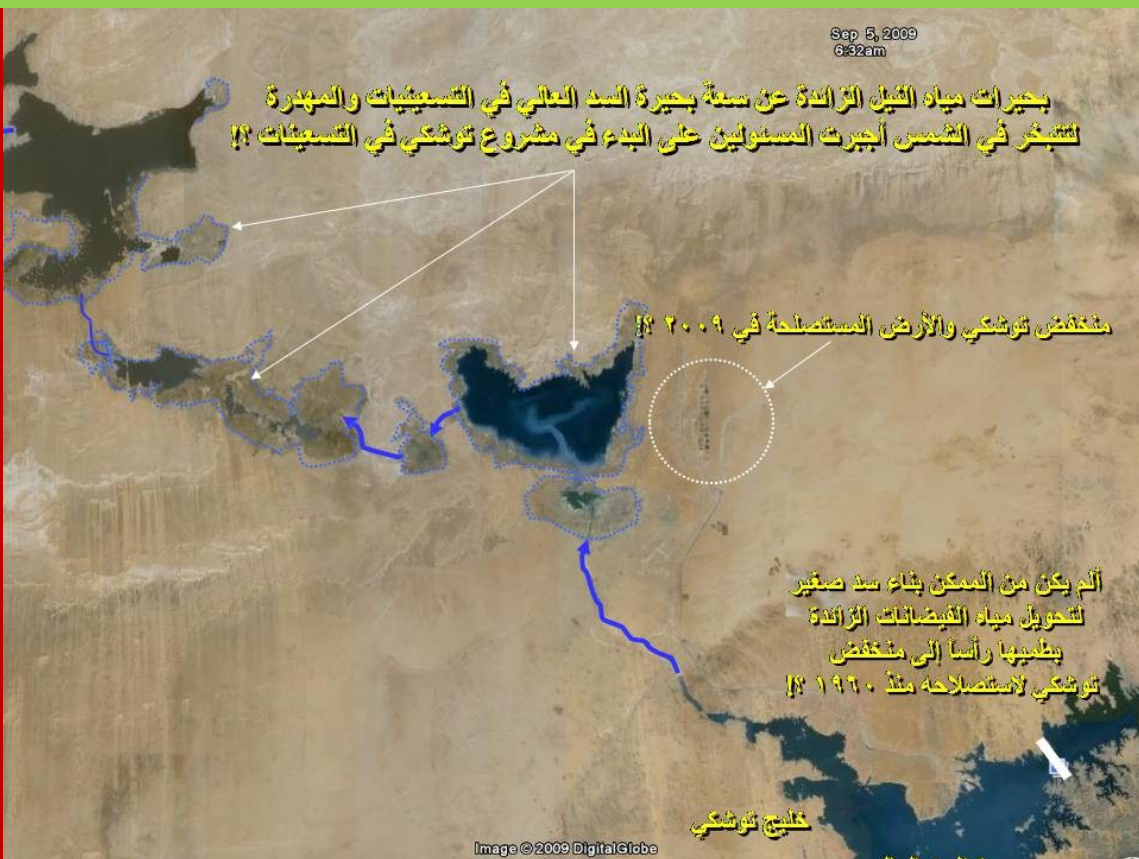 Sep 5, 2009
6:32am
بحيرات مياه النيل الزائدة عن سعة بحيرة السد العالي في التسعينيات والمهدرة
لتتبخر في الشمس أجبرت المسئولين على البدء في مشروع توشكي في التسعينات ؟!
منخفض توشكي والأرض المستصلحة في ٢٠٠٩ ؟!
ألم يكن من الممكن بناء سد صغير
لتحويل مياه الفيضانات الزائدة
بطميها رأساً إلى منخفض
توشكي لاستصلاحه منذ ١٩٦٠ ؟!
خليج توشكي
Image © 2009 DigitalGlobe